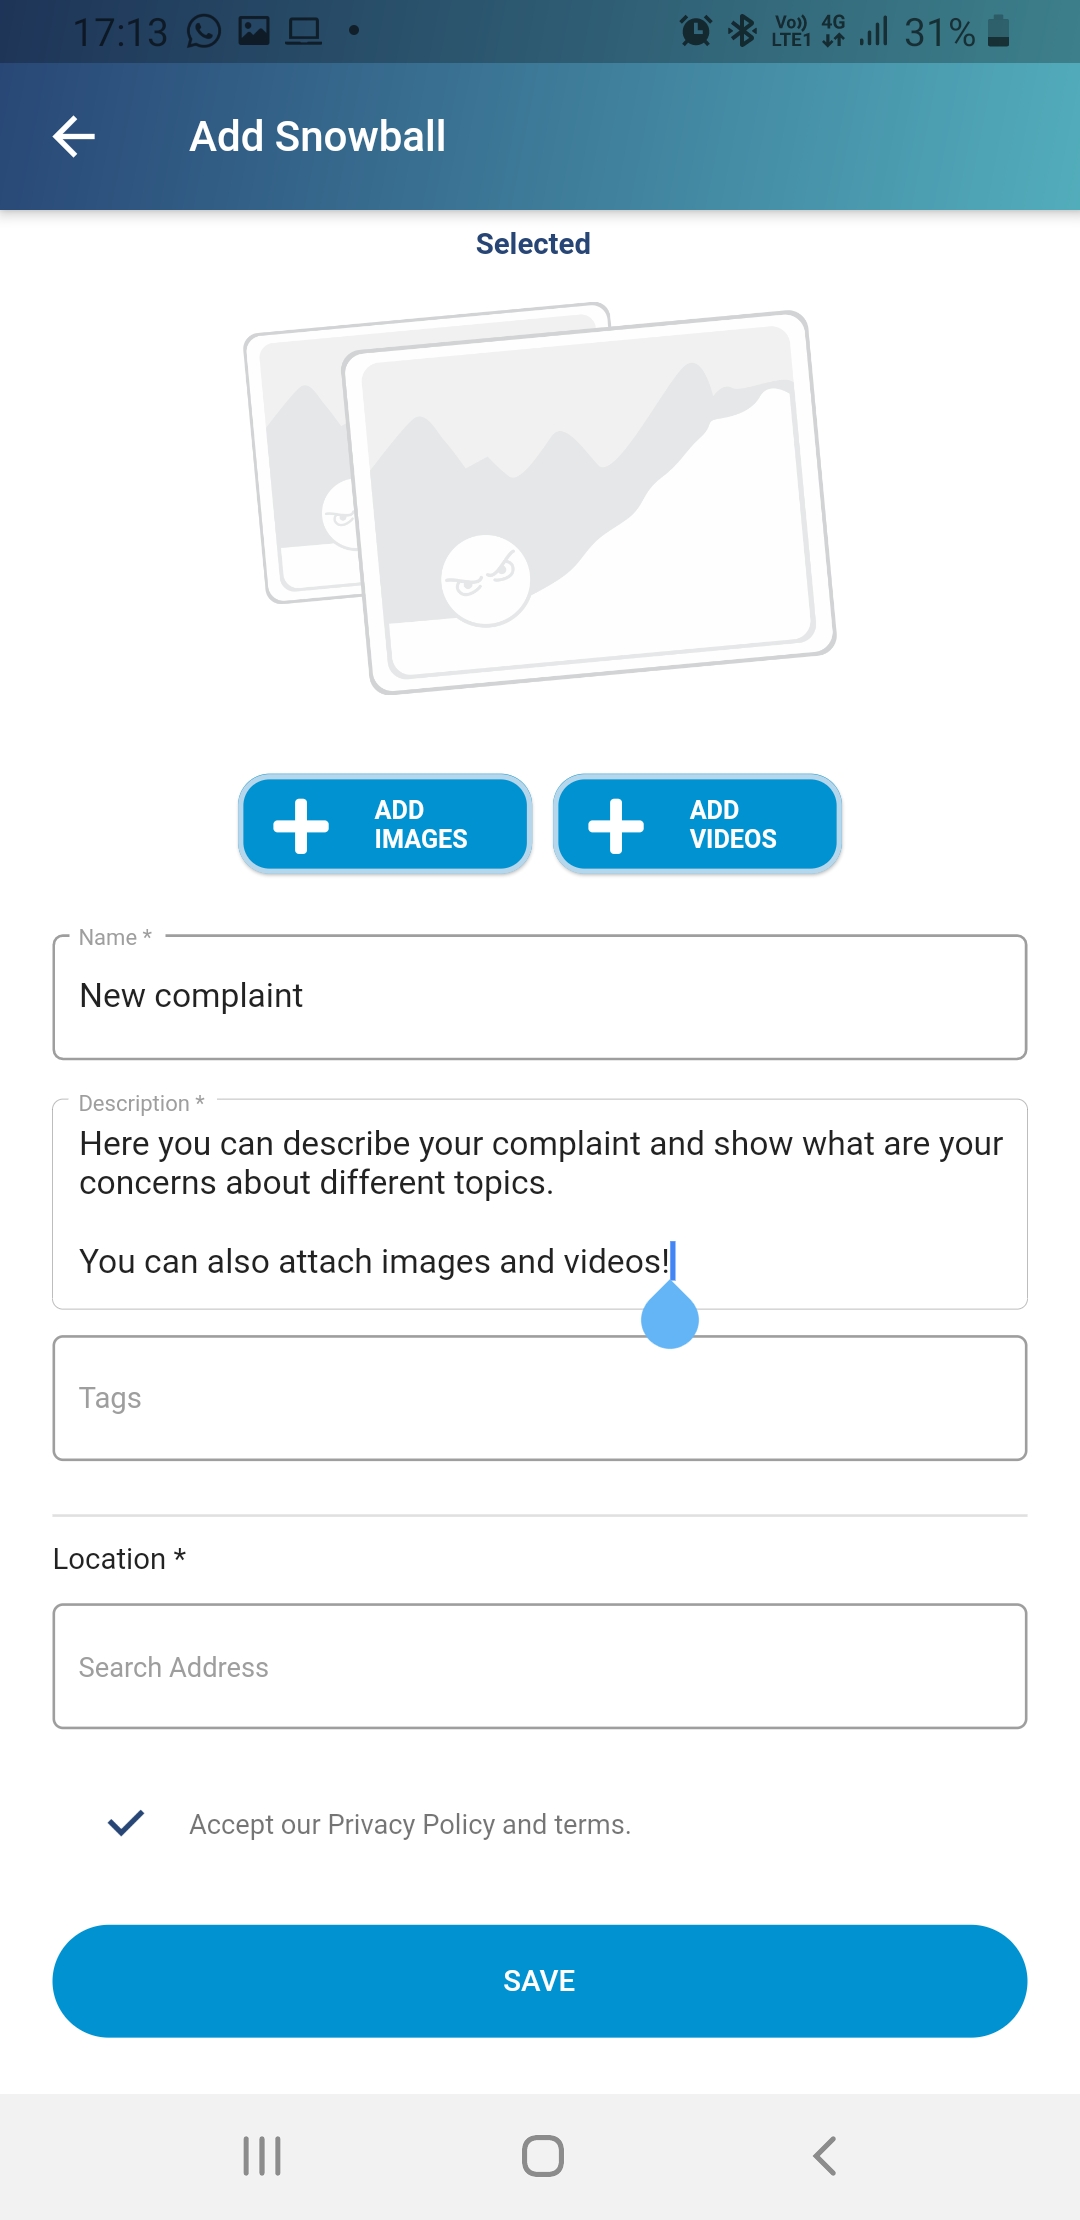 17:13
Vo)) LTE1 4G 31%
Add Snowball
Selected
ADD IMAGES
ADD VIDEOS
Name *
New complaint
Description *
Here you can describe your complaint and show what are your
concerns about different topics.
You can also attach images and videos!
Tags
Location *
Search Address
Accept our Privacy Policy and terms.
SAVE